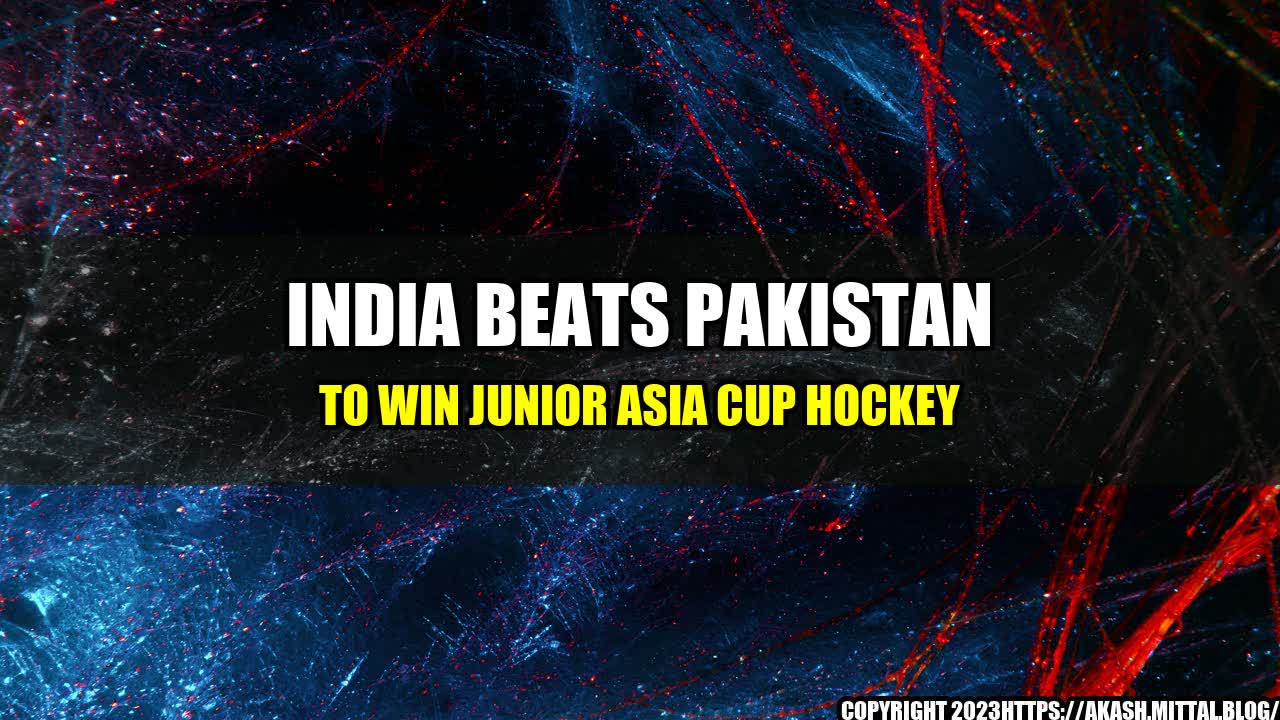 INDIA BEATS PAKISTAN
TO WIN JUNIOR ASIA CUP HOCKEY
COPYRIGHT 2023HTTPS://AKASH.MITTAL.BLOG/